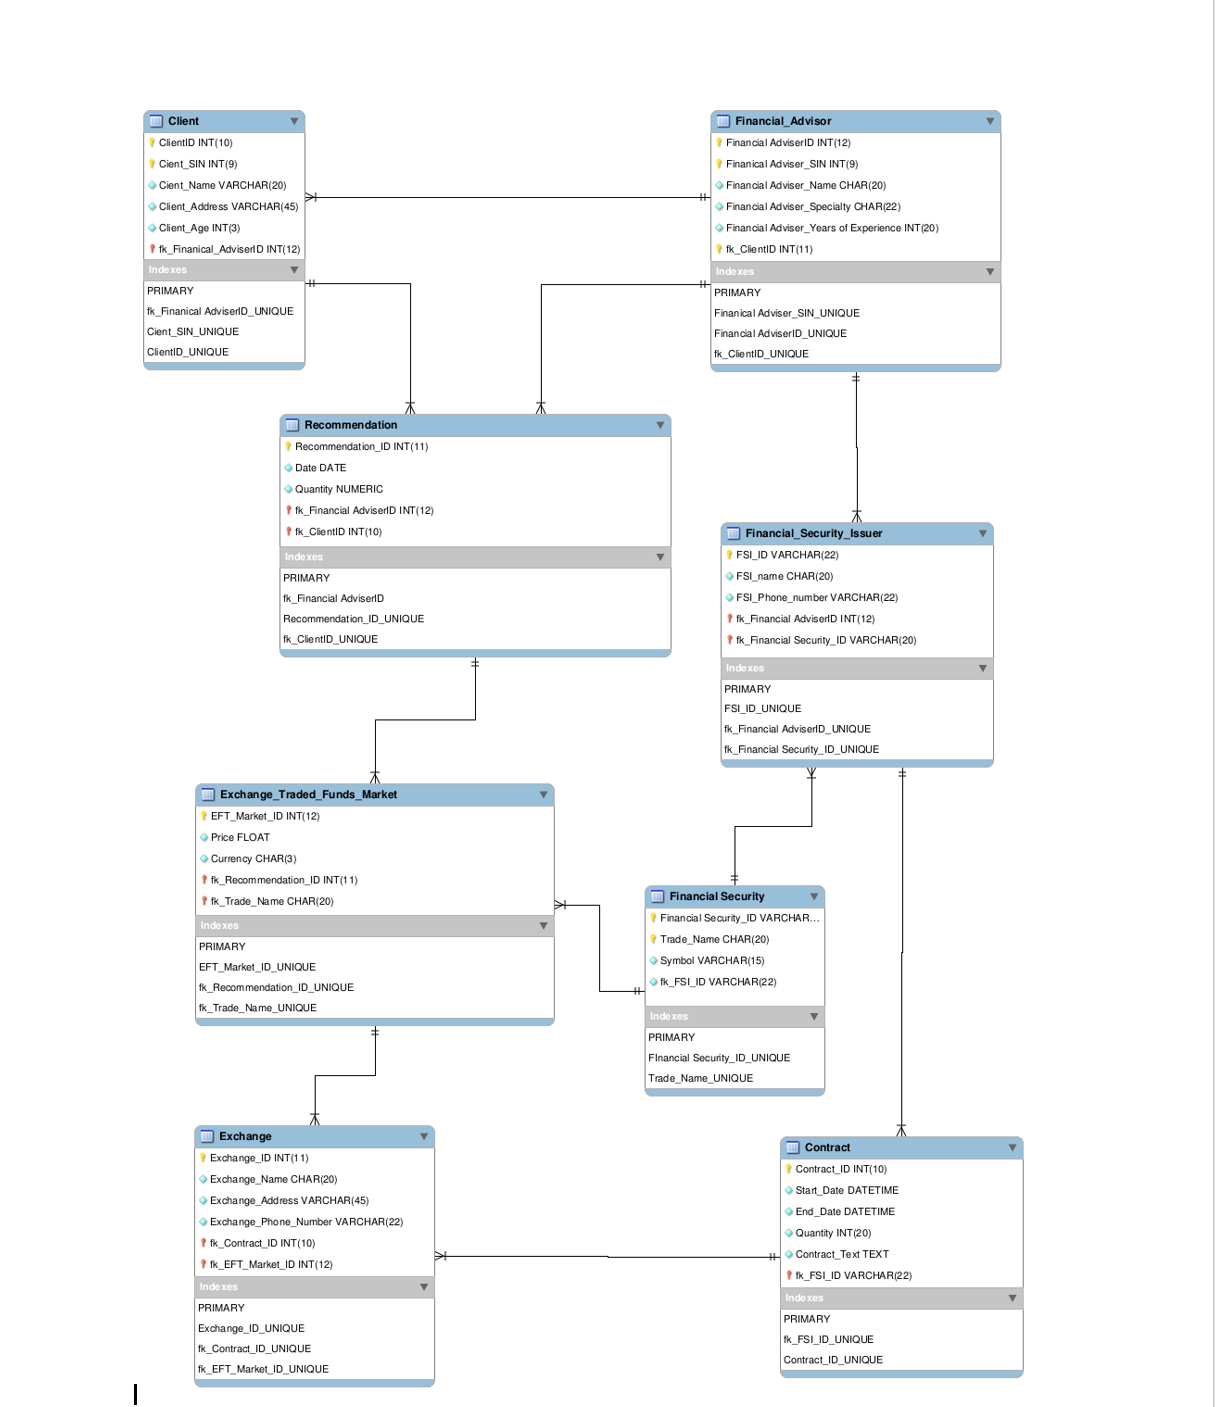 Client
ClientID INT(10)
Cient_SIN INT(9)
Cient_Name VARCHAR(20)
Client_Address VARCHAR(45)
Client_Age INT(3)
fk_Finanical_AdviserID INT(12)
Indexes
PRIMARY
fk_Finanical AdviserID_UNIQUE
Cient_SIN_UNIQUE
ClientID_UNIQUE
Financial_Advisor
Financial AdviserID INT(12)
Finanical Adviser_SIN INT(9)
Financial Adviser_Name CHAR(20)
Financial Adviser_Specialty CHAR(22)
Financial Adviser_Years of Experience INT(20)
fk_ClientID INT(11)
Indexes
PRIMARY
Finanical Adviser_SIN_UNIQUE
Financial AdviserID_UNIQUE
fk_ClientID_UNIQUE
Recommendation
Recommendation_ID INT(11)
Date DATE
Quantity NUMERIC
fk_Financial AdviserID INT(12)
fk_ClientID INT(10)
Indexes
PRIMARY
fk_Financial AdviserID
Recommendation_ID_UNIQUE
fk_ClientID_UNIQUE
Financial_Security_Issuer
FSI_ID VARCHAR(22)
FSI_name CHAR(20)
FSI_Phone_number VARCHAR(22)
fk_Financial AdviserID INT(12)
fk_Financial Security_ID VARCHAR(20)
Indexes
PRIMARY
FSI_ID_UNIQUE
fk_Financial AdviserID_UNIQUE
fk_Financial Security_ID_UNIQUE
Exchange_Traded_Funds_Market
EFT_Market_ID INT(12)
Price FLOAT
Currency CHAR(3)
fk_Recommendation_ID INT(11)
fk_Trade_Name CHAR(20)
Indexes
PRIMARY
EFT_Market_ID_UNIQUE
fk_Recommendation_ID_UNIQUE
fk_Trade_Name_UNIQUE
Financial Security
Financial Security_ID VARCHAR...
Trade_Name CHAR(20)
Symbol VARCHAR(15)
fk_FSI_ID VARCHAR(22)
Indexes
PRIMARY
FInancial Security_ID_UNIQUE
Trade_Name_UNIQUE
Exchange
Exchange_ID INT(11)
Exchange_Name CHAR(20)
Exchange_Address VARCHAR(45)
Exchange_Phone_Number VARCHAR(22)
fk_Contract_ID INT(10)
fk_EFT_Market_ID INT(12)
Indexes
PRIMARY
Exchange_ID_UNIQUE
fk_Contract_ID_UNIQUE
fk_EFT_Market_ID_UNIQUE
Contract
Contract_ID INT(10)
Start_Date DATETIME
End_Date DATETIME
Quantity INT(20)
Contract_Text TEXT
fk_FSI_ID VARCHAR(22)
Indexes
PRIMARY
fk_FSI_ID_UNIQUE
Contract_ID_UNIQUE